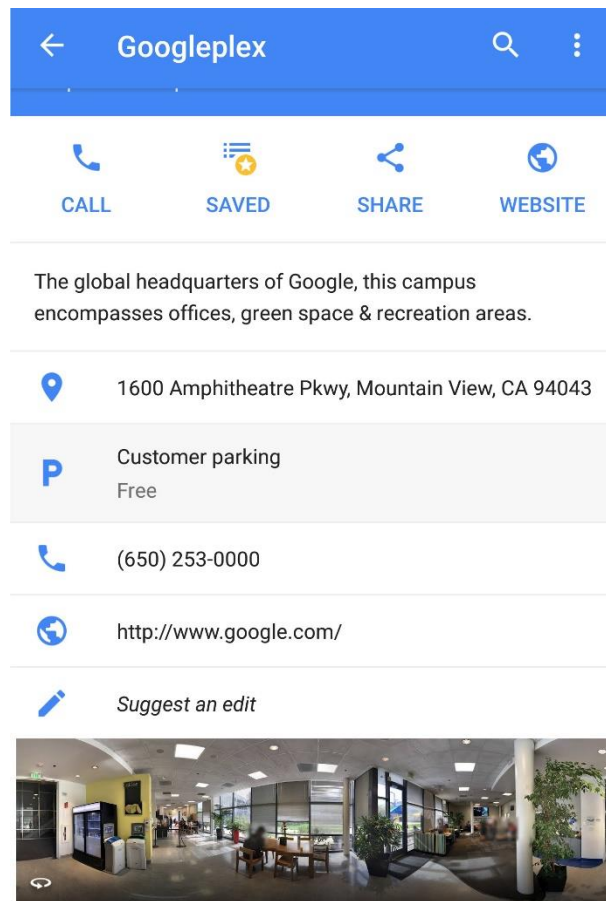 Googleplex
CALL SAVED SHARE WEBSITE
The global headquarters of Google, this campus
encompasses offices, green space & recreation areas.
1600 Amphitheatre Pkwy, Mountain View, CA 94043
P Customer parking
Free
(650) 253-0000
http://www.google.com/
Suggest an edit